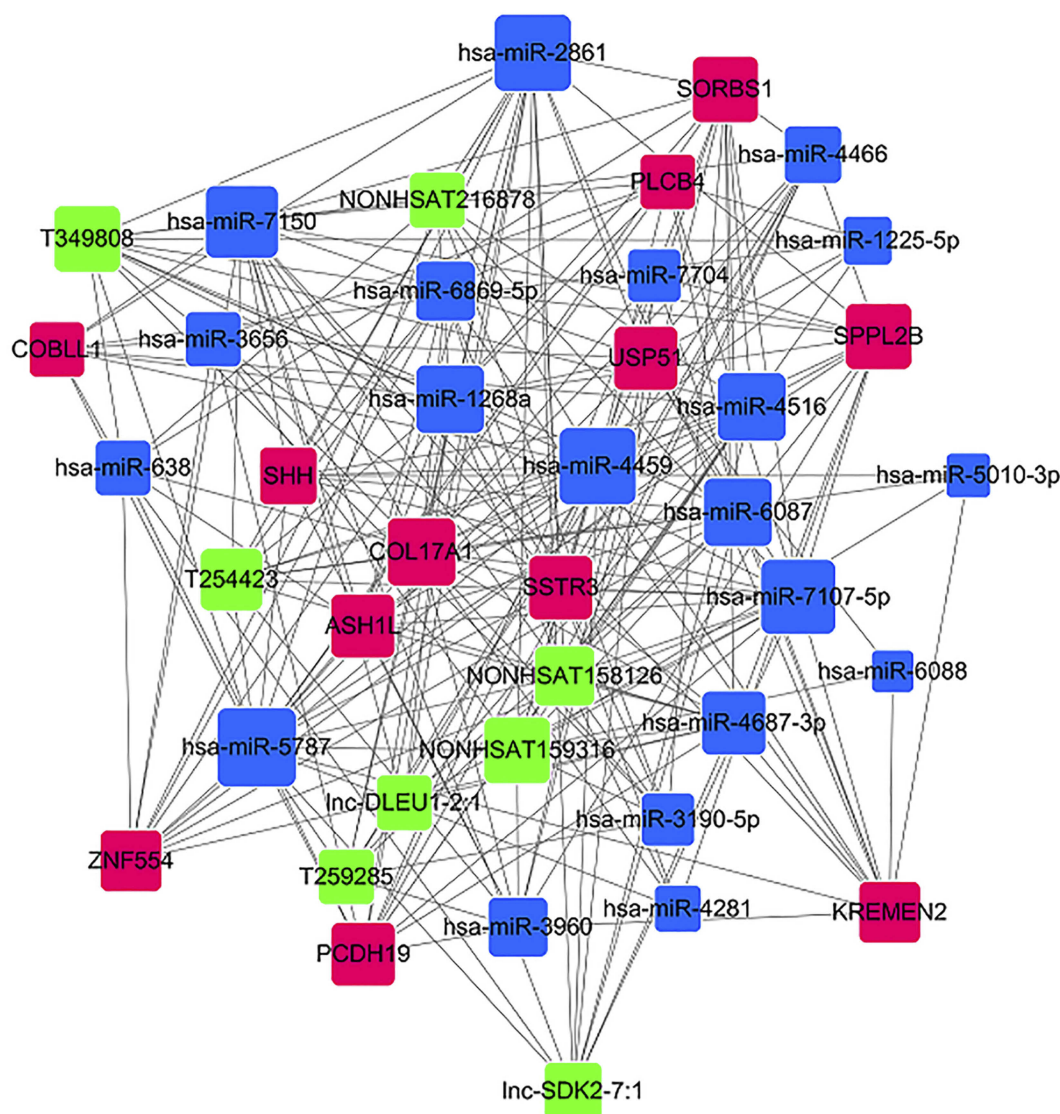 hsa-miR-2861
SORBS1
hsa-miR-4466
PLCB4
NONHSAT216878
hsa-miR-7150
T349808
hsa-miR-1225-5p
hsa-miR-7704
hsa-miR-6869-5p
hsa-miR-3656
COBLL1
USP51
SPPL2B
hsa-miR-1268a
hsa-miR-4516
hsa-miR-638
SHH
hsa-miR-4459
hsa-miR-5010-3p
hsa-miR-6087
COL17A1
T254423
SSTR3
hsa-miR-7107-5p
ASH1L
NONHSAT158126
hsa-miR-6088
hsa-miR-4687-3p
hsa-miR-5787
NONHSAT159316
lnc-DLEU1-2:1
hsa-miR-3190-5p
ZNF554
T259285
hsa-miR-4281
KREMEN2
hsa-miR-3960
PCDH19
lnc-SDK2-7:1